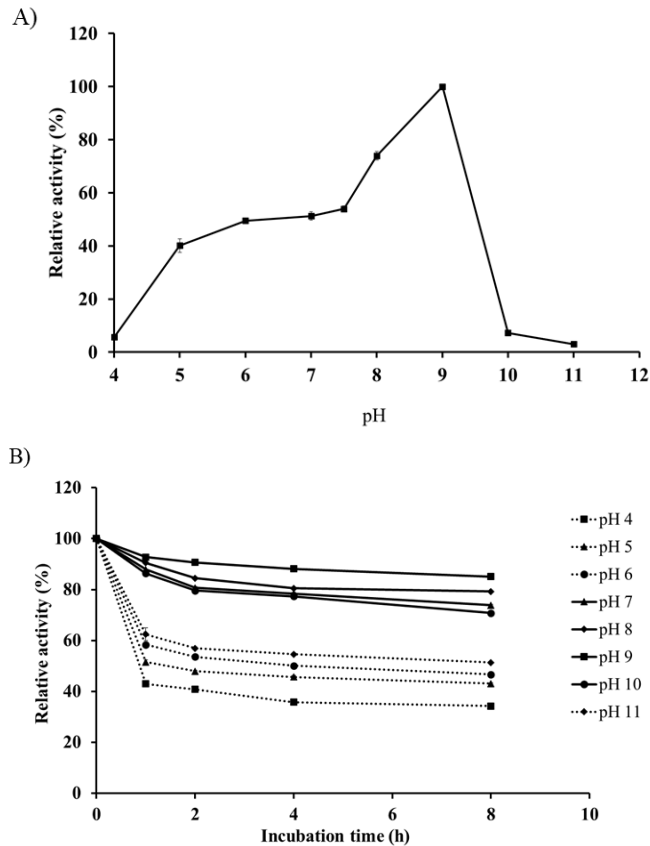 A)
Relative activity (%)
120
100
80
60
40
20
0
4 5 6 7 8 9 10 11 12
pH
B)
Relative activity (%)
120
100
80
60
40
20
0
0 2 4 6 8 10
Incubation time (h)
pH 4
pH 5
pH 6
pH 7
pH 8
pH 9
pH 10
pH 11